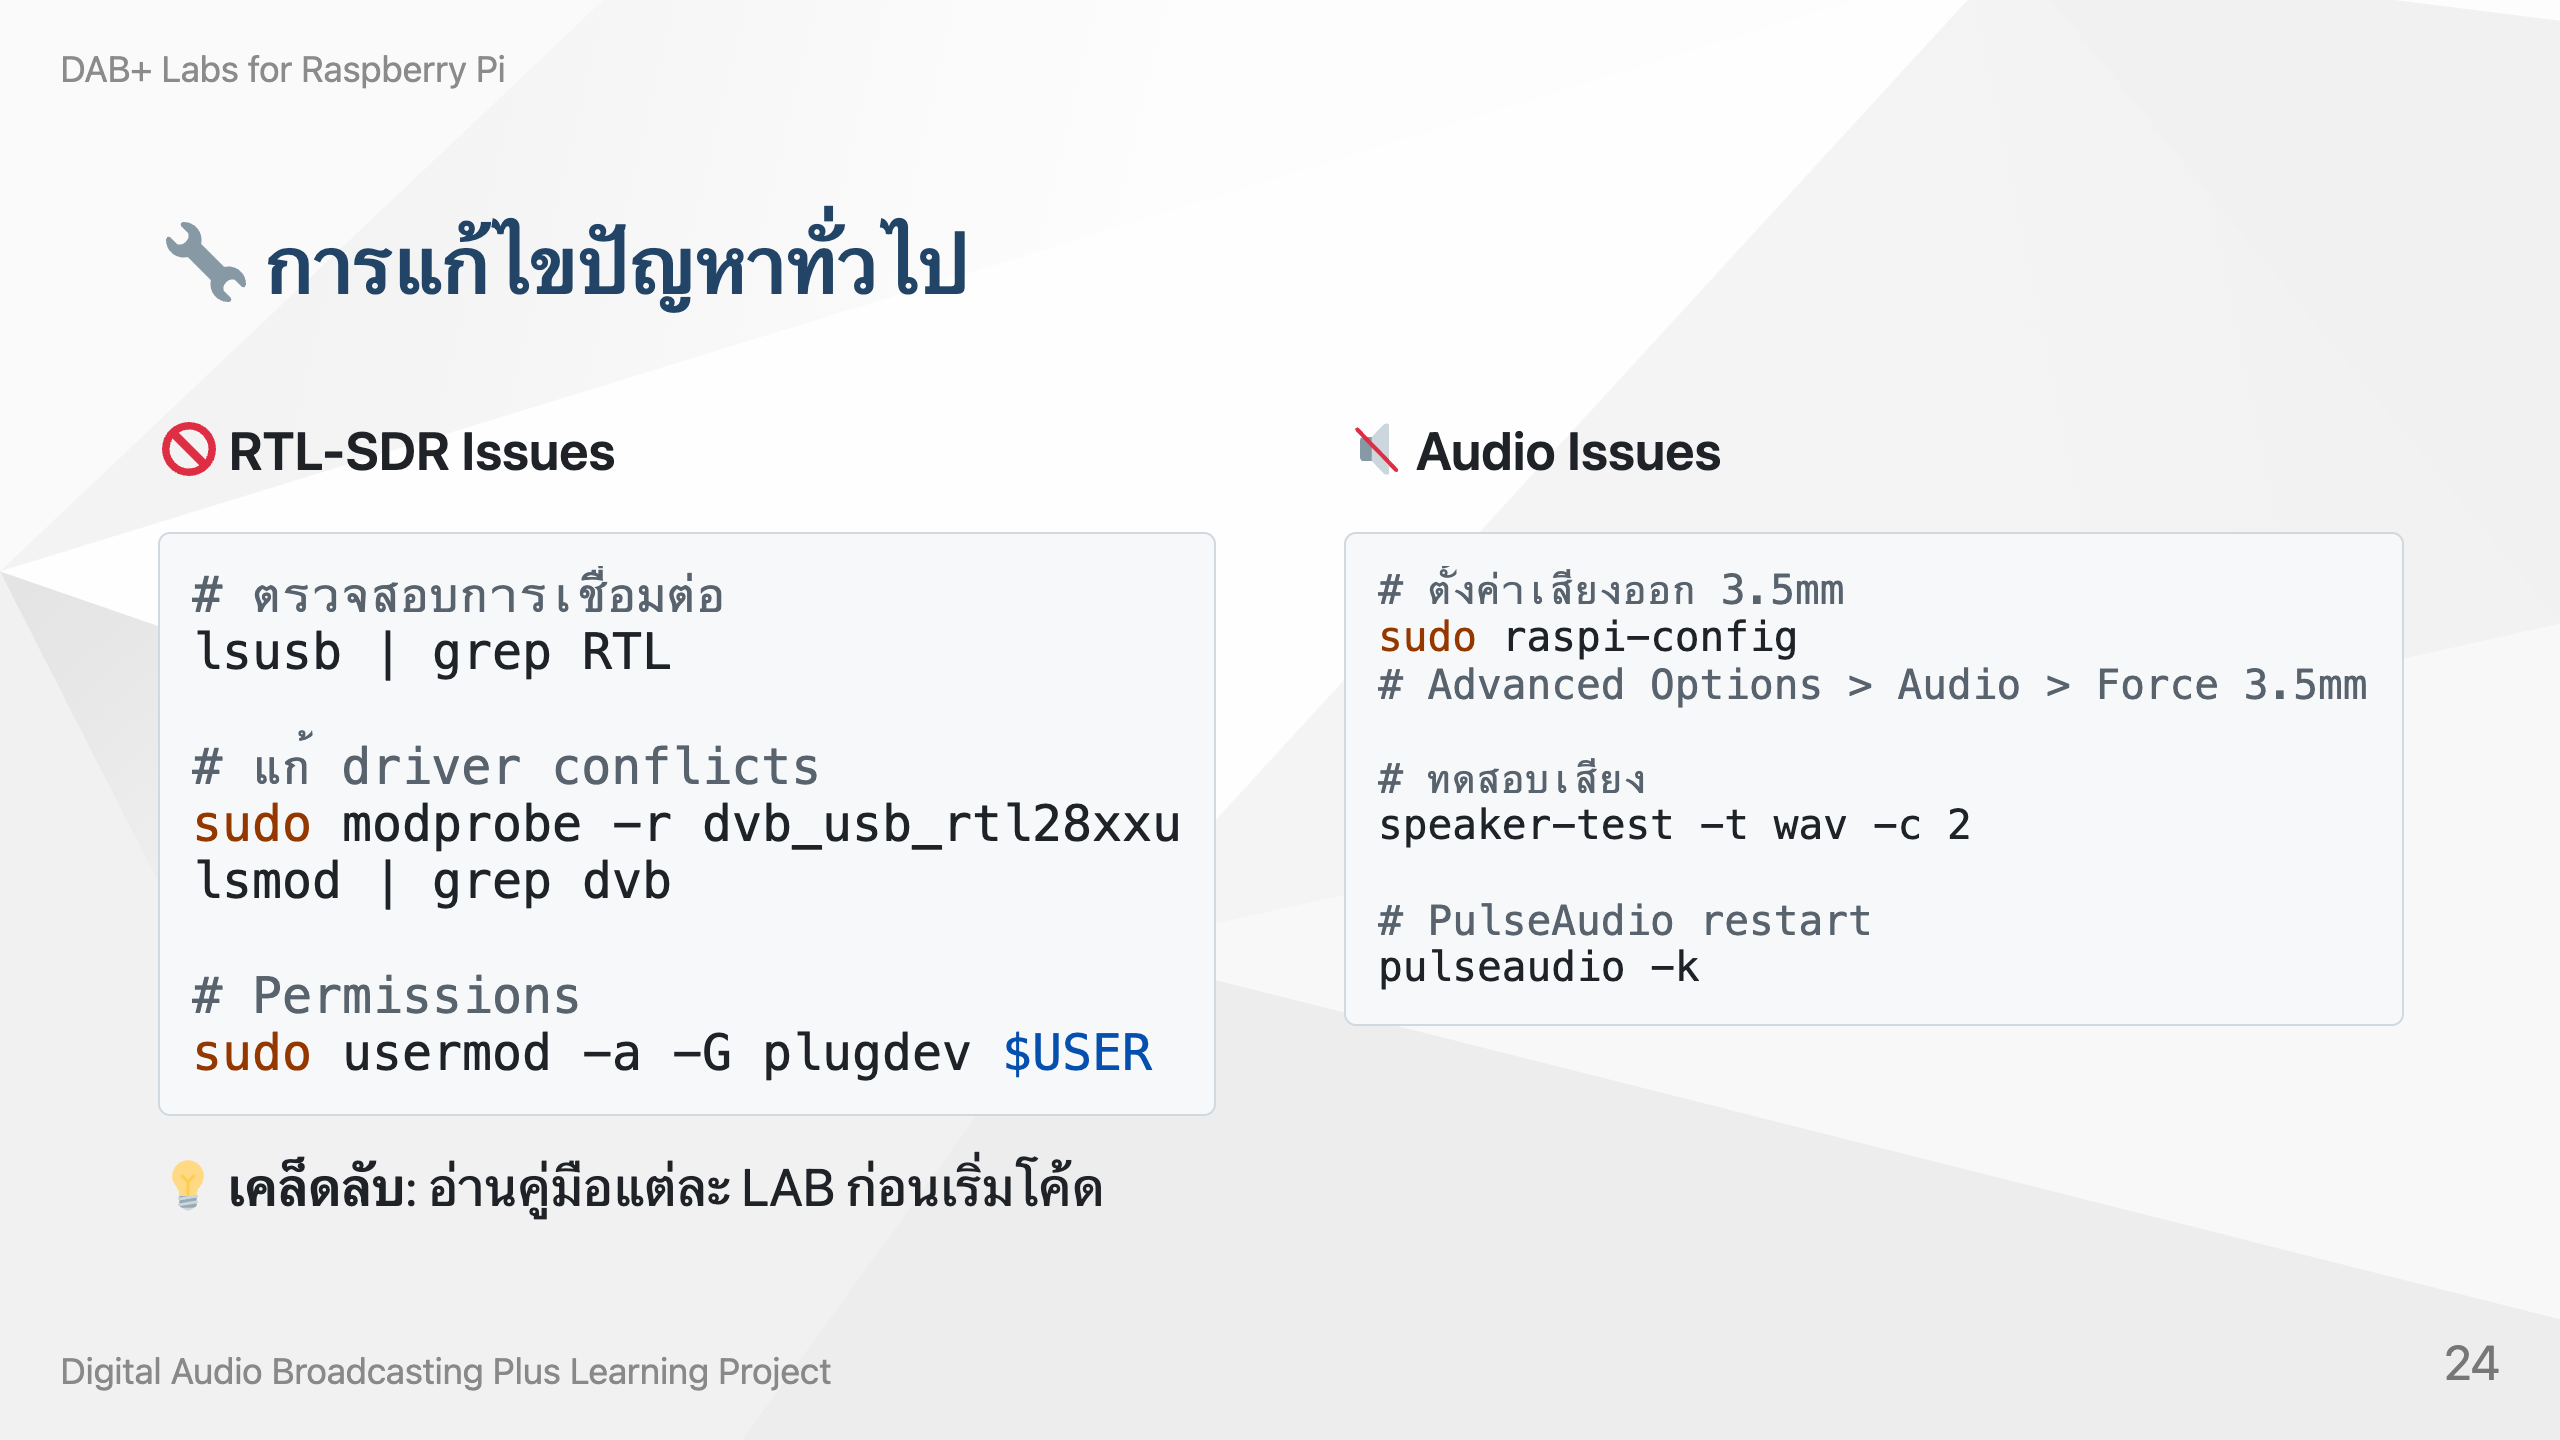 DAB+ Labs for Raspberry Pi
🔧 การแก้ไขปัญหาทั่วไป
🚫 RTL-SDR Issues
# ตรวจสอบการเชื่อมต่อ
lsusb | grep RTL
# แก้ driver conflicts
sudo modprobe -r dvb_usb_rtl28xxu
lsmod | grep dvb
# Permissions
sudo usermod -a -G plugdev $USER
💡 เคล็ดลับ: อ่านคู่มือแต่ละ LAB ก่อนเริ่มโค้ด
🔇 Audio Issues
# ตั้งค่าเสียงออก 3.5mm
sudo raspi-config
# Advanced Options > Audio > Force 3.5mm
# ทดสอบเสียง
speaker-test -t wav -c 2
# PulseAudio restart
pulseaudio -k
Digital Audio Broadcasting Plus Learning Project
24